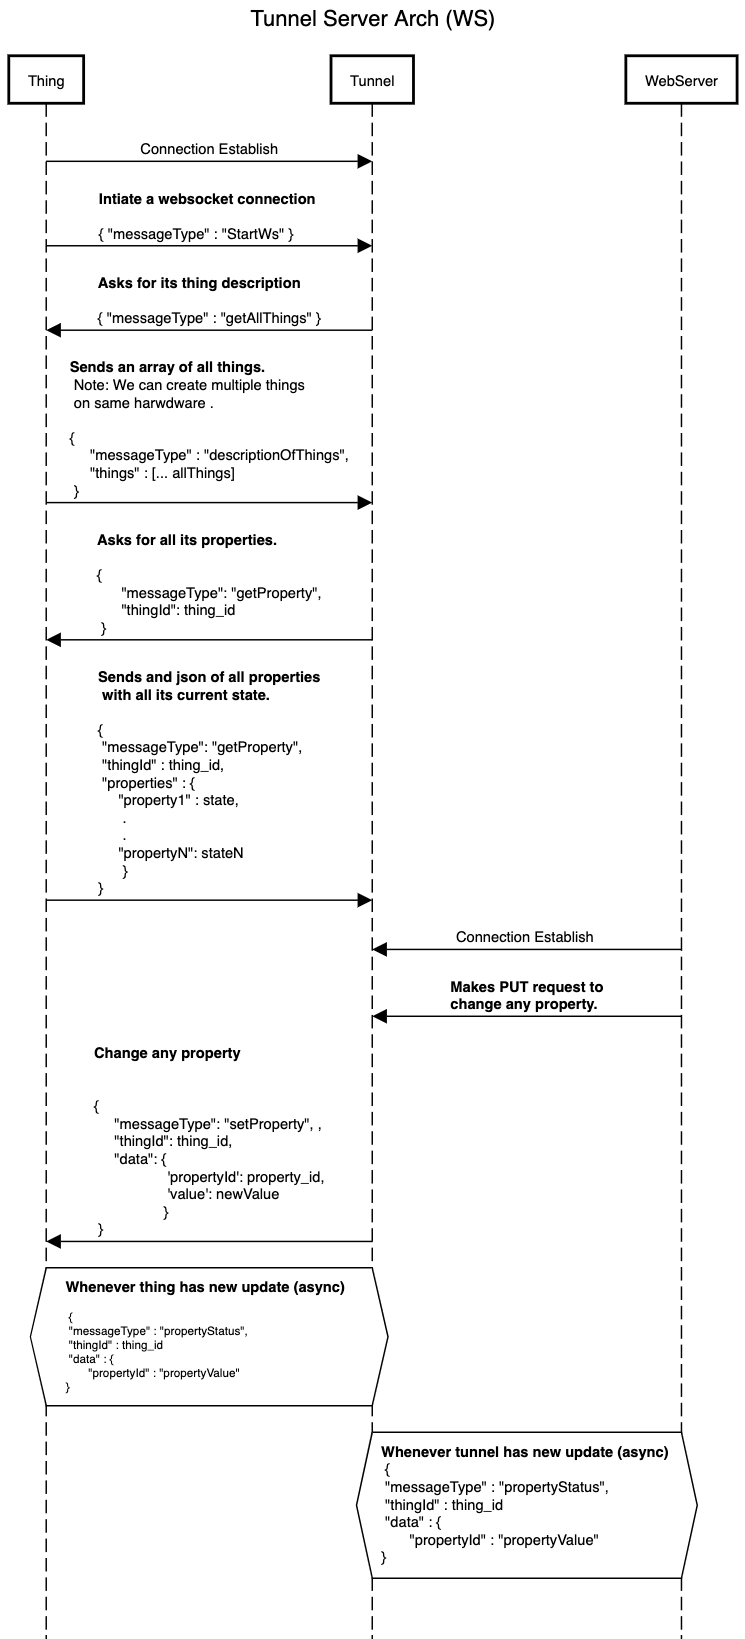 Tunnel Server Arch (WS)
Thing
Tunnel
WebServer
Connection Establish
Intiate a websocket connection
{ "messageType" : "StartWs" }
Asks for its thing description
{ "messageType" : "getAllThings" }
Sends an array of all things.
Note: We can create multiple things
on same harwdware .
{
"messageType" : "descriptionOfThings",
"things" : [... allThings]
}
Asks for all its properties.
{
"messageType": "getProperty",
"thingId": thing_id
}
Sends and json of all properties
with all its current state.
{
"messageType": "getProperty",
"thingId" : thing_id,
"properties" : {
"property1" : state,
.
.
"propertyN": stateN
}
}
Connection Establish
Makes PUT request to
change any property.
Change any property
{
"messageType": "setProperty", ,
"thingId": thing_id,
"data": {
'propertyId': property_id,
'value': newValue
}
}
Whenever thing has new update (async)
{
"messageType" : "propertyStatus",
"thingId" : thing_id
"data" : {
"propertyId" : "propertyValue"
}
Whenever tunnel has new update (async)
{
"messageType" : "propertyStatus",
"thingId" : thing_id
"data" : {
"propertyId" : "propertyValue"
}